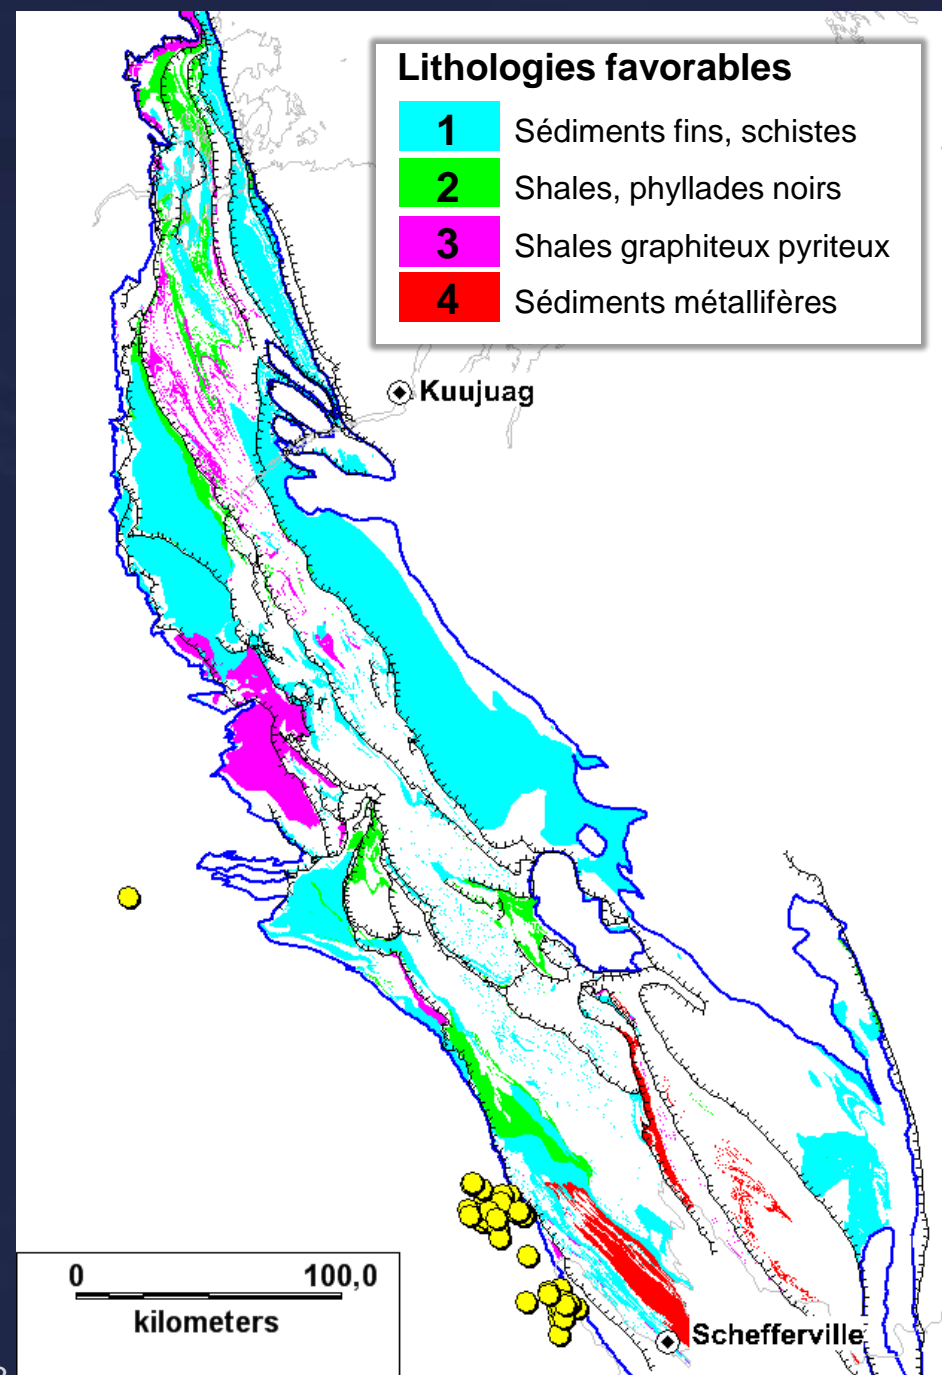 Lithologies favorables
1 Sédiments fins, schistes
2 Shales, phyllades noirs
3 Shales graphiteux pyriteux
4 Sédiments métallifères
Kuujuag
0 100,0
kilometers
Schefferville